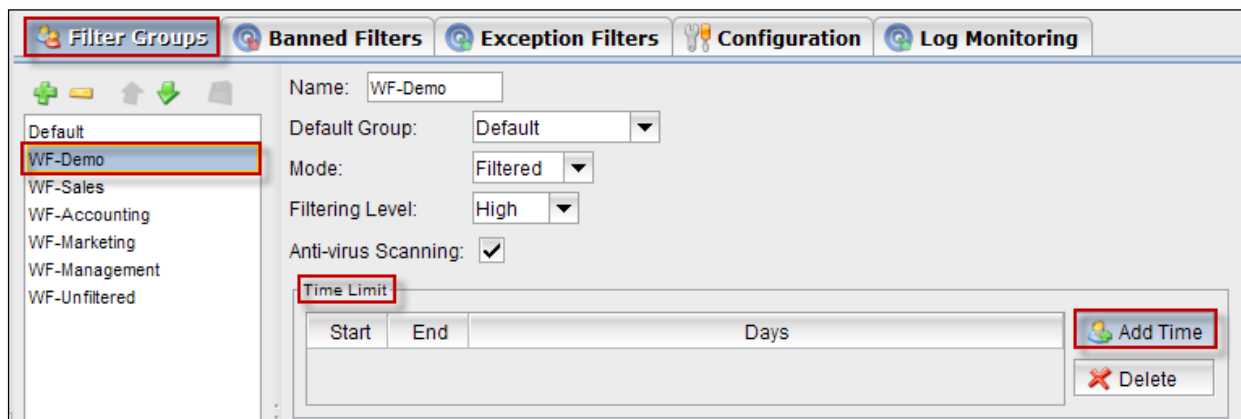 Filter Groups
Banned Filters
Exception Filters
Configuration
Log Monitoring
Default
WF-Demo
WF-Sales
WF-Accounting
WF-Marketing
WF-Management
WF-Unfiltered
Name: WF-Demo
Default Group: Default
Mode: Filtered
Filtering Level: High
Anti-virus Scanning:
Time Limit
Start End Days
Add Time
Delete